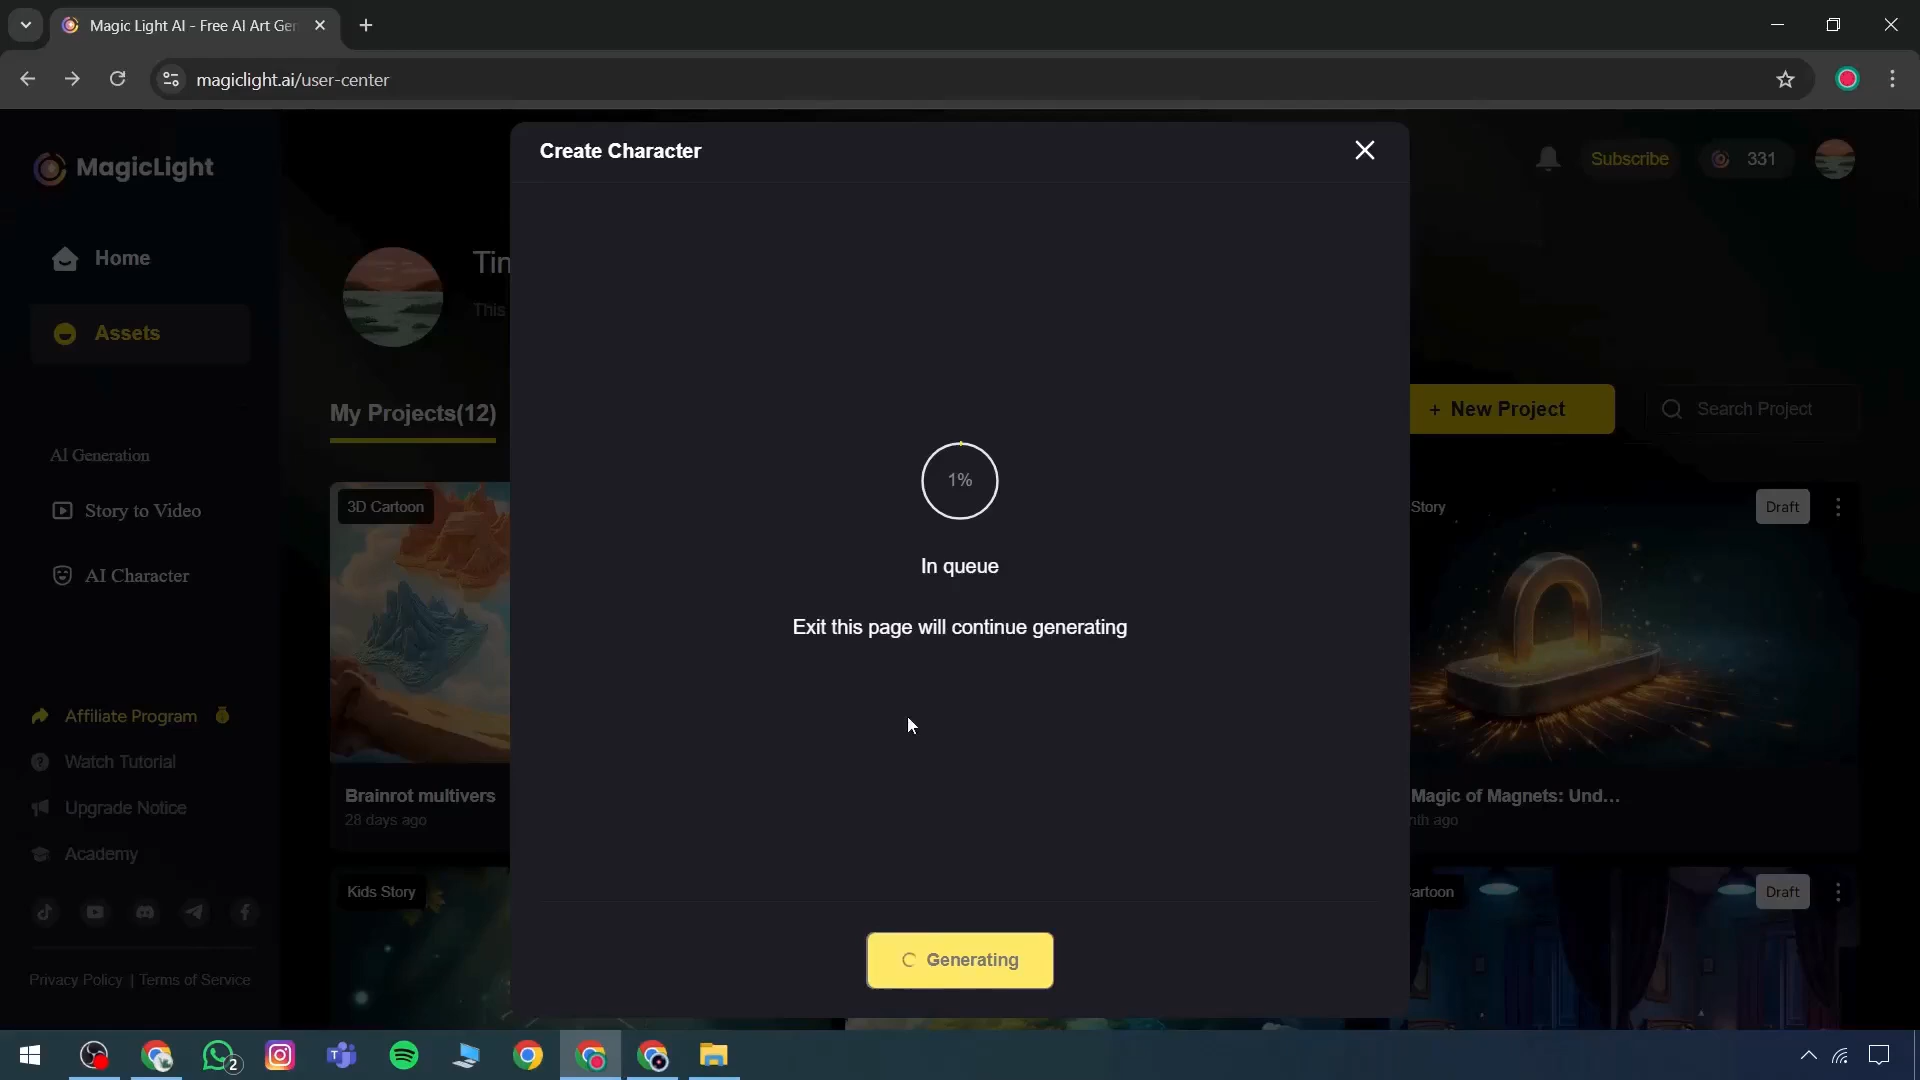 Magic Light AI - Free AI Art Gen
magiclight.ai/user-center
MagicLight
Create Character
Subscribe
331
Home
Tin
This
Assets
My Projects(12)
+ New Project
Search Project
AI Generation
1%
Story to Video
3D Cartoon
Story
Draft
In queue
AI Character
Exit this page will continue generating
Affiliate Program
Watch Tutorial
Brainrot multivers
Magic of Magnets: Und...
Upgrade Notice
28 days ago
nth ago
Academy
Kids Story
artoon
Draft
Generating
Privacy Policy | Terms of Service
2